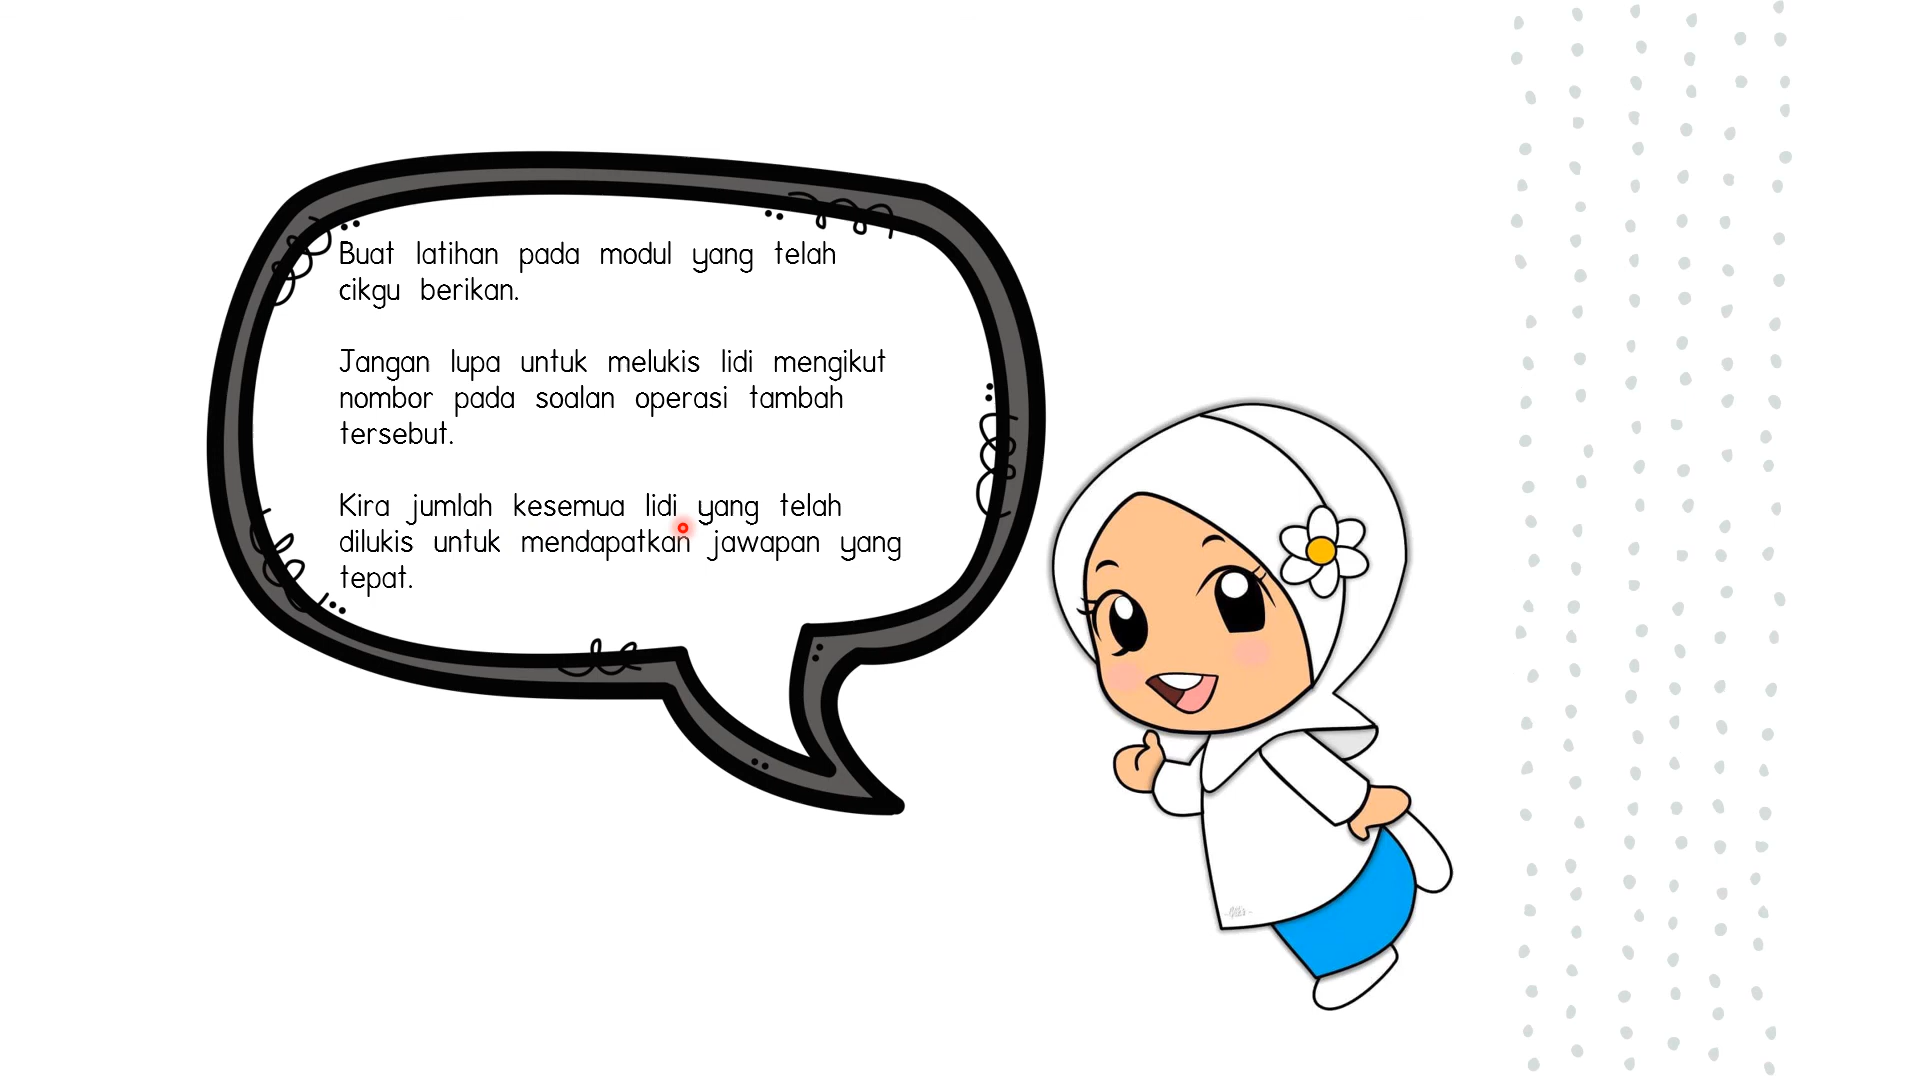 Buat latihan pada modul yang telah
cikgu berikan.
Jangan lupa untuk melukis lidi mengikut
nombor pada soalan operasi tambah
tersebut.
Kira jumlah kesemua lidi yang telah
dilukis untuk mendapatkan jawapan yang
tepat.